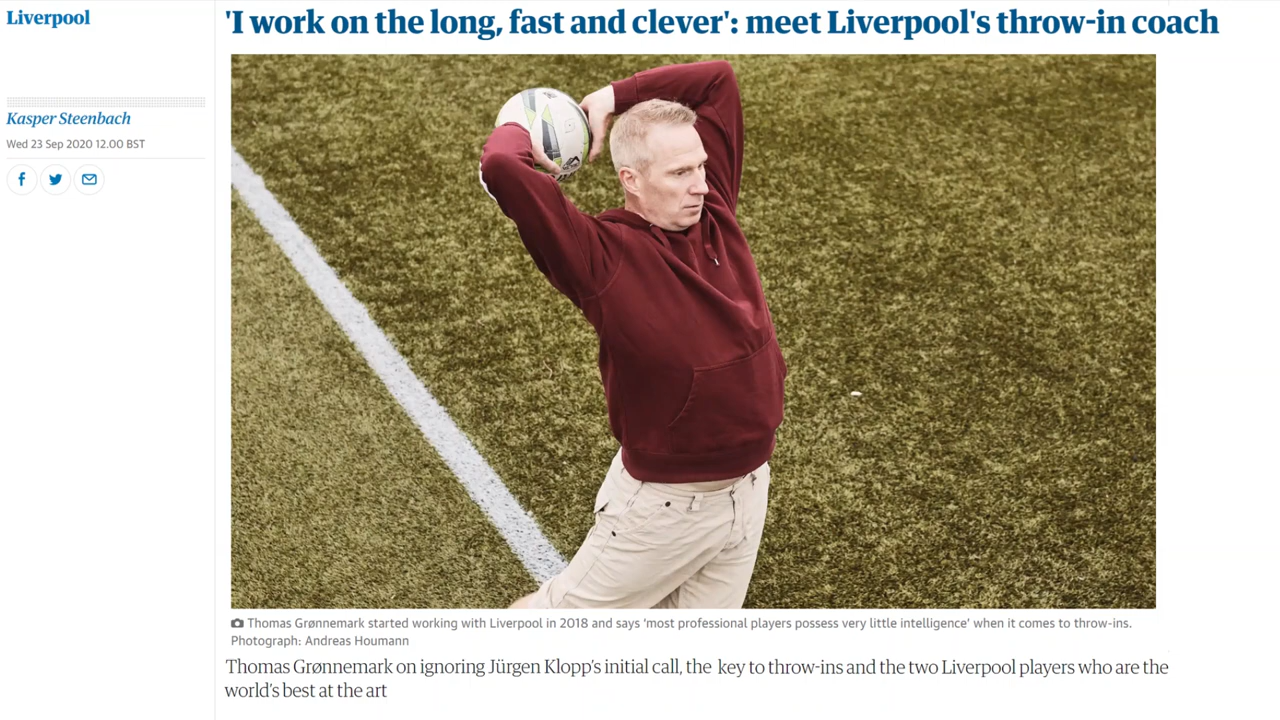 Liverpool
'I work on the long, fast and clever': meet Liverpool's throw-in coach
Kasper Steenbach
Wed 23 Sep 2020 12.00 BST
Thomas Grønnemark started working with Liverpool in 2018 and says 'most professional players possess very little intelligence' when it comes to throw-ins.
Photograph: Andreas Houmann
Thomas Grønnemark on ignoring Jürgen Klopp's initial call, the key to throw-ins and the two Liverpool players who are the
world's best at the art